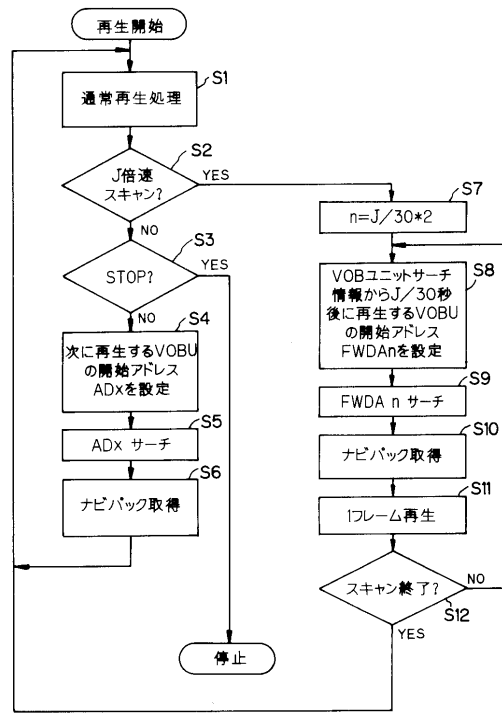 再生開始
S1
通常再生処理
S2
J倍速
スキャン?
YES
NO
S3
STOP?
YES
NO
S4
次に再生するVOBU
の開始アドレス
ADxを設定
S5
ADx サーチ
S6
ナビパック取得
停止
S7
n=J/30*2
S8
VOBユニットサーチ
情報からJ/30秒
後に再生するVOBU
の開始アドレス
FWDAnを設定
S9
FWDA n サーチ
S10
ナビパック取得
S11
1フレーム再生
スキャン終了?
NO
S12
YES